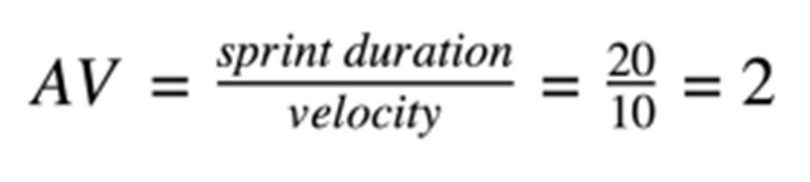 AV = sprint duration / velocity = 20 / 10 = 2